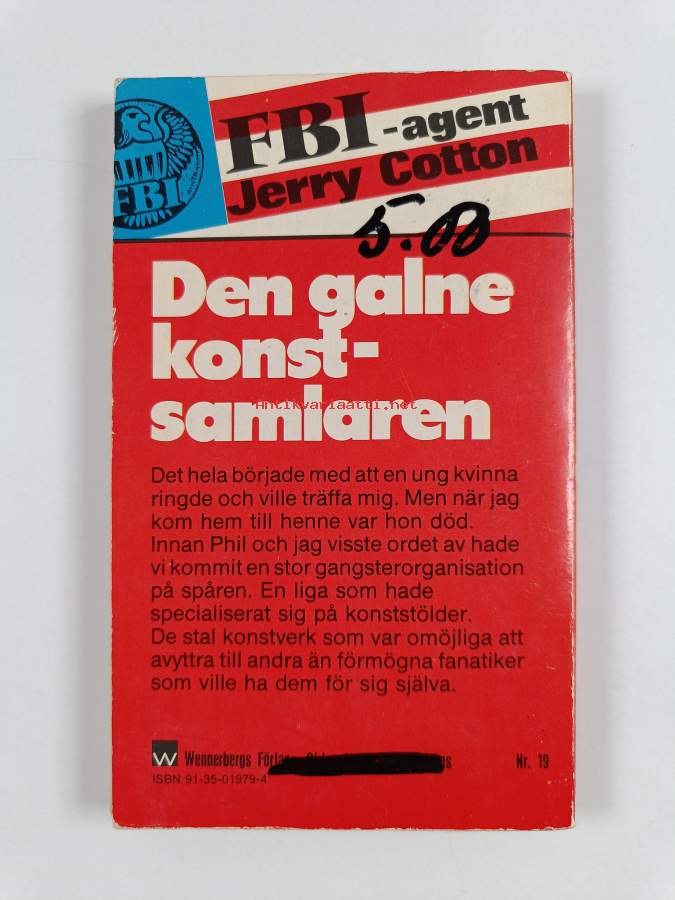 FBI
FBI-agent
Jerry Cotton
5.00
Den galne
konst-
samlaren
Antikvariaatti.net
Det hela började med att en ung kvinna
ringde och ville träffa mig. Men när jag
kom hem till henne var hon död.
Innan Phil och jag visste ordet av hade
vi kommit en stor gangsterorganisation
på spåren. En liga som hade
specialiserat sig på konststölder.
De stal konstverk som var omöjliga att
avyttra till andra än förmögna fanatiker
som ville ha dem för sig själva.
W Wennerbergs Nr. 19
ISBN 91-35-01979-4